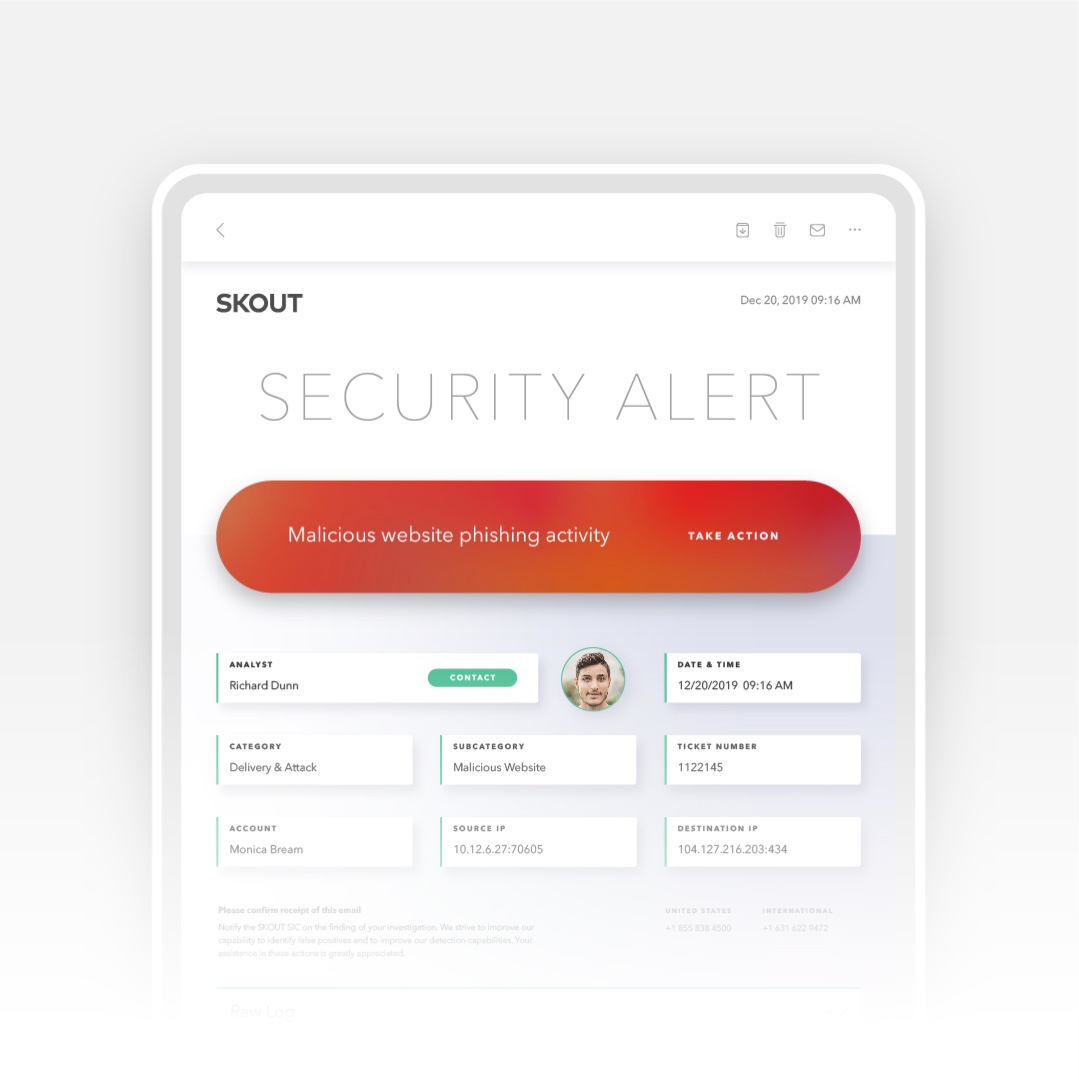 SKOUT
Dec 20, 2019 09:16 AM
SECURITY ALERT
Malicious website phishing activity
TAKE ACTION
ANALYST
Richard Dunn
CONTACT
DATE & TIME
12/20/2019 09:16 AM
CATEGORY
Delivery & Attack
SUBCATEGORY
Malicious Website
TICKET NUMBER
1122145
ACCOUNT
Monica Bream
SOURCE IP
10.12.6.27:70605
DESTINATION IP
104.127.216.203:434
Please confirm receipt of this email
Notify the SKOUT SIC on the finding of your investigation. We strive to improve our
capability to identify false positives and to improve our detection capabilities. Your
assistance in these actions is greatly appreciated.
UNITED STATES
+1 855 838 4500
INTERNATIONAL
+1 631 622 9472
Raw Log